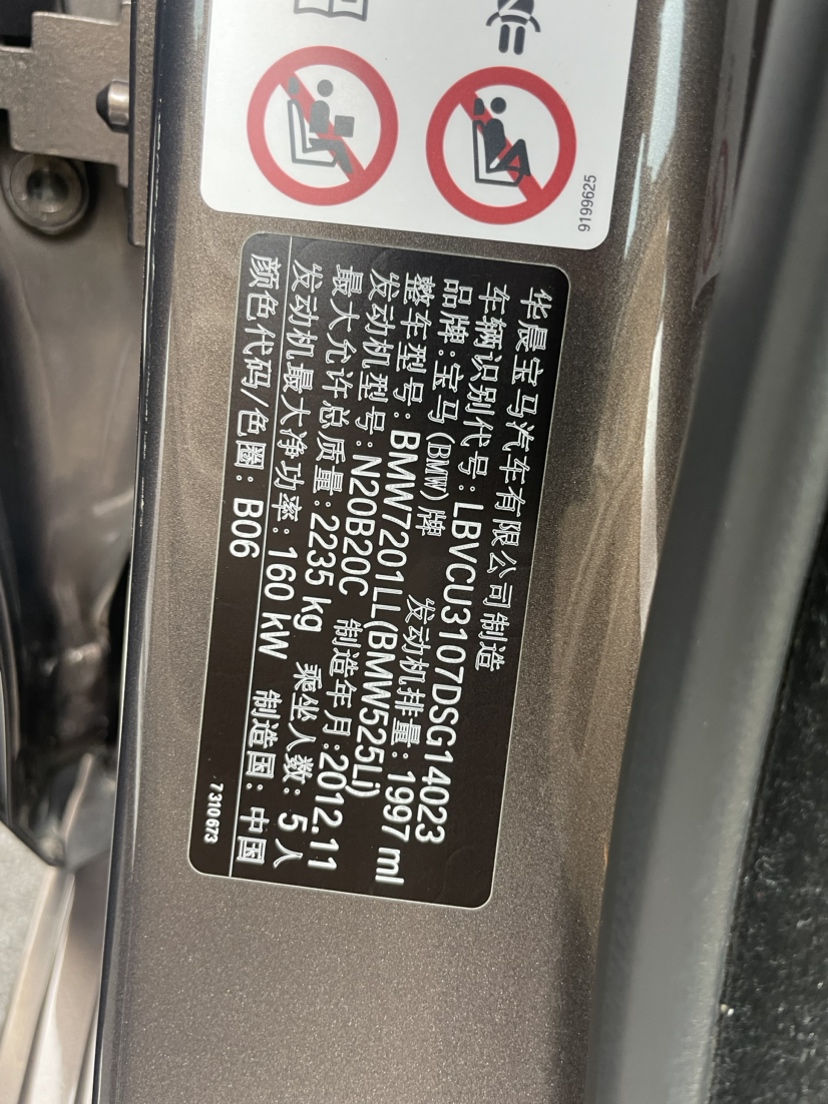 9199625
华晨宝马汽车有限公司制造
车辆识别代号:LBVCU3107DSG14023
品牌:宝马(BMW)牌 发动机排量:1997 ml
整车型号:BMW7201LL(BMW525Li)
发动机型号:N20B20C 制造年月:2012.11
最大允许总质量:2235 kg 乘坐人数:5人
发动机最大净功率:160 kW 制造国:中国
颜色代码/色圈:B06
7310673